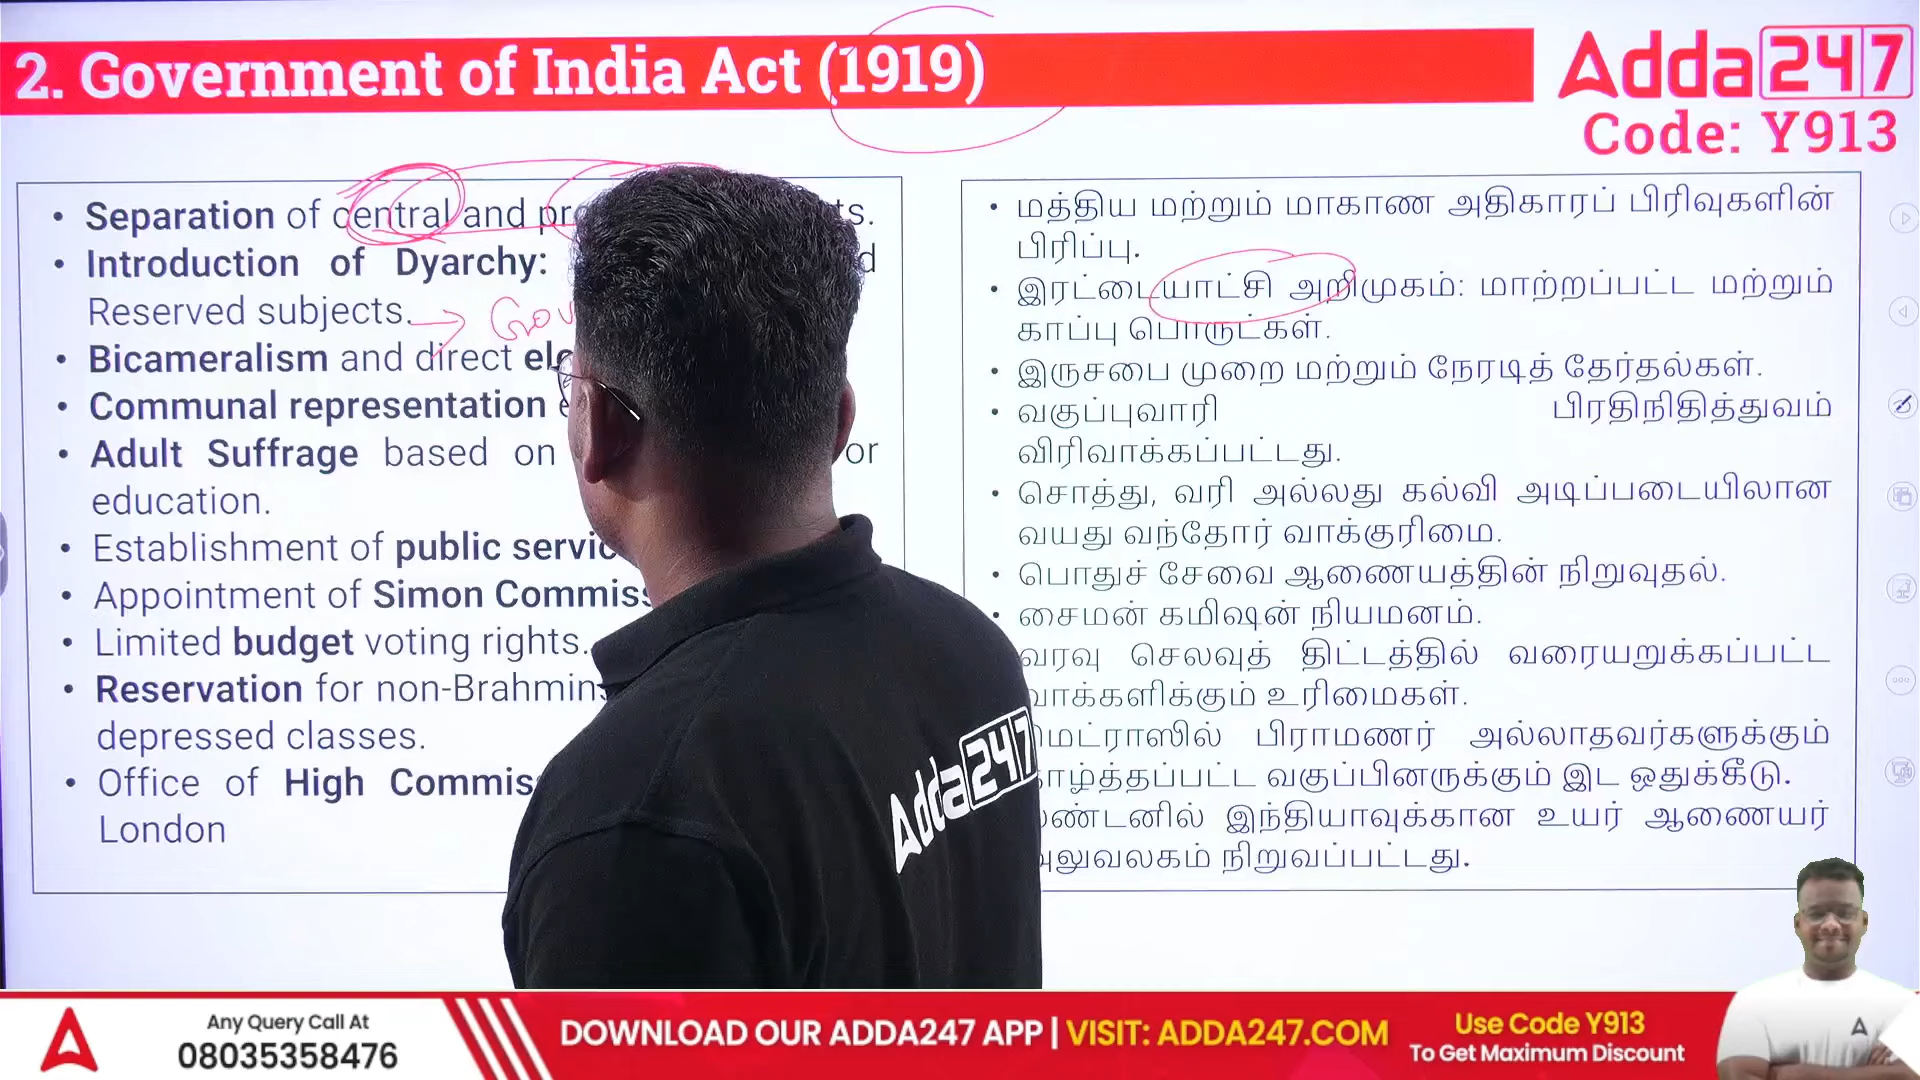 2. Government of India Act (1919)
Adda247
Code: Y913
• Separation of central and
• Introduction of Dyarchy:
Reserved subjects.
• Bicameralism and direct
• Communal representation
• Adult Suffrage based on or
education.
• Establishment of public
• Appointment of Simon
• Limited budget voting rights.
• Reservation for non-Brahmins
depressed classes.
• Office of High
London
• மத்திய மற்றும் மாகாண அதிகாரப் பிரிவுகளின்
பிரிப்பு.
• இரட்டையாட்சி அறிமுகம்: மாற்றப்பட்ட மற்றும்
காப்பு பொருட்கள்.
• இருசபை முறை மற்றும் நேரடித் தேர்தல்கள்.
• வகுப்புவாரி பிரதிநிதித்துவம்
விரிவாக்கப்பட்டது.
• சொத்து, வரி அல்லது கல்வி அடிப்படையிலான
வயது வந்தோர் வாக்குரிமை.
• பொதுச் சேவை ஆணையத்தின் நிறுவுதல்.
• சைமன் கமிஷன் நியமனம்.
வரவு செலவுத் திட்டத்தில் வரையறுக்கப்பட்ட
வாக்களிக்கும் உரிமைகள்.
பிராமணர் அல்லாதவர்களுக்கும்
வகுப்பினருக்கும் இட ஒதுக்கீடு.
இந்தியாவுக்கான உயர் ஆணையர்
நிறுவப்பட்டது.
Adda247
Any Query Call At
08035358476
DOWNLOAD OUR ADDA247 APP | VISIT: ADDA247.COM
Use Code Y913
To Get Maximum Discount